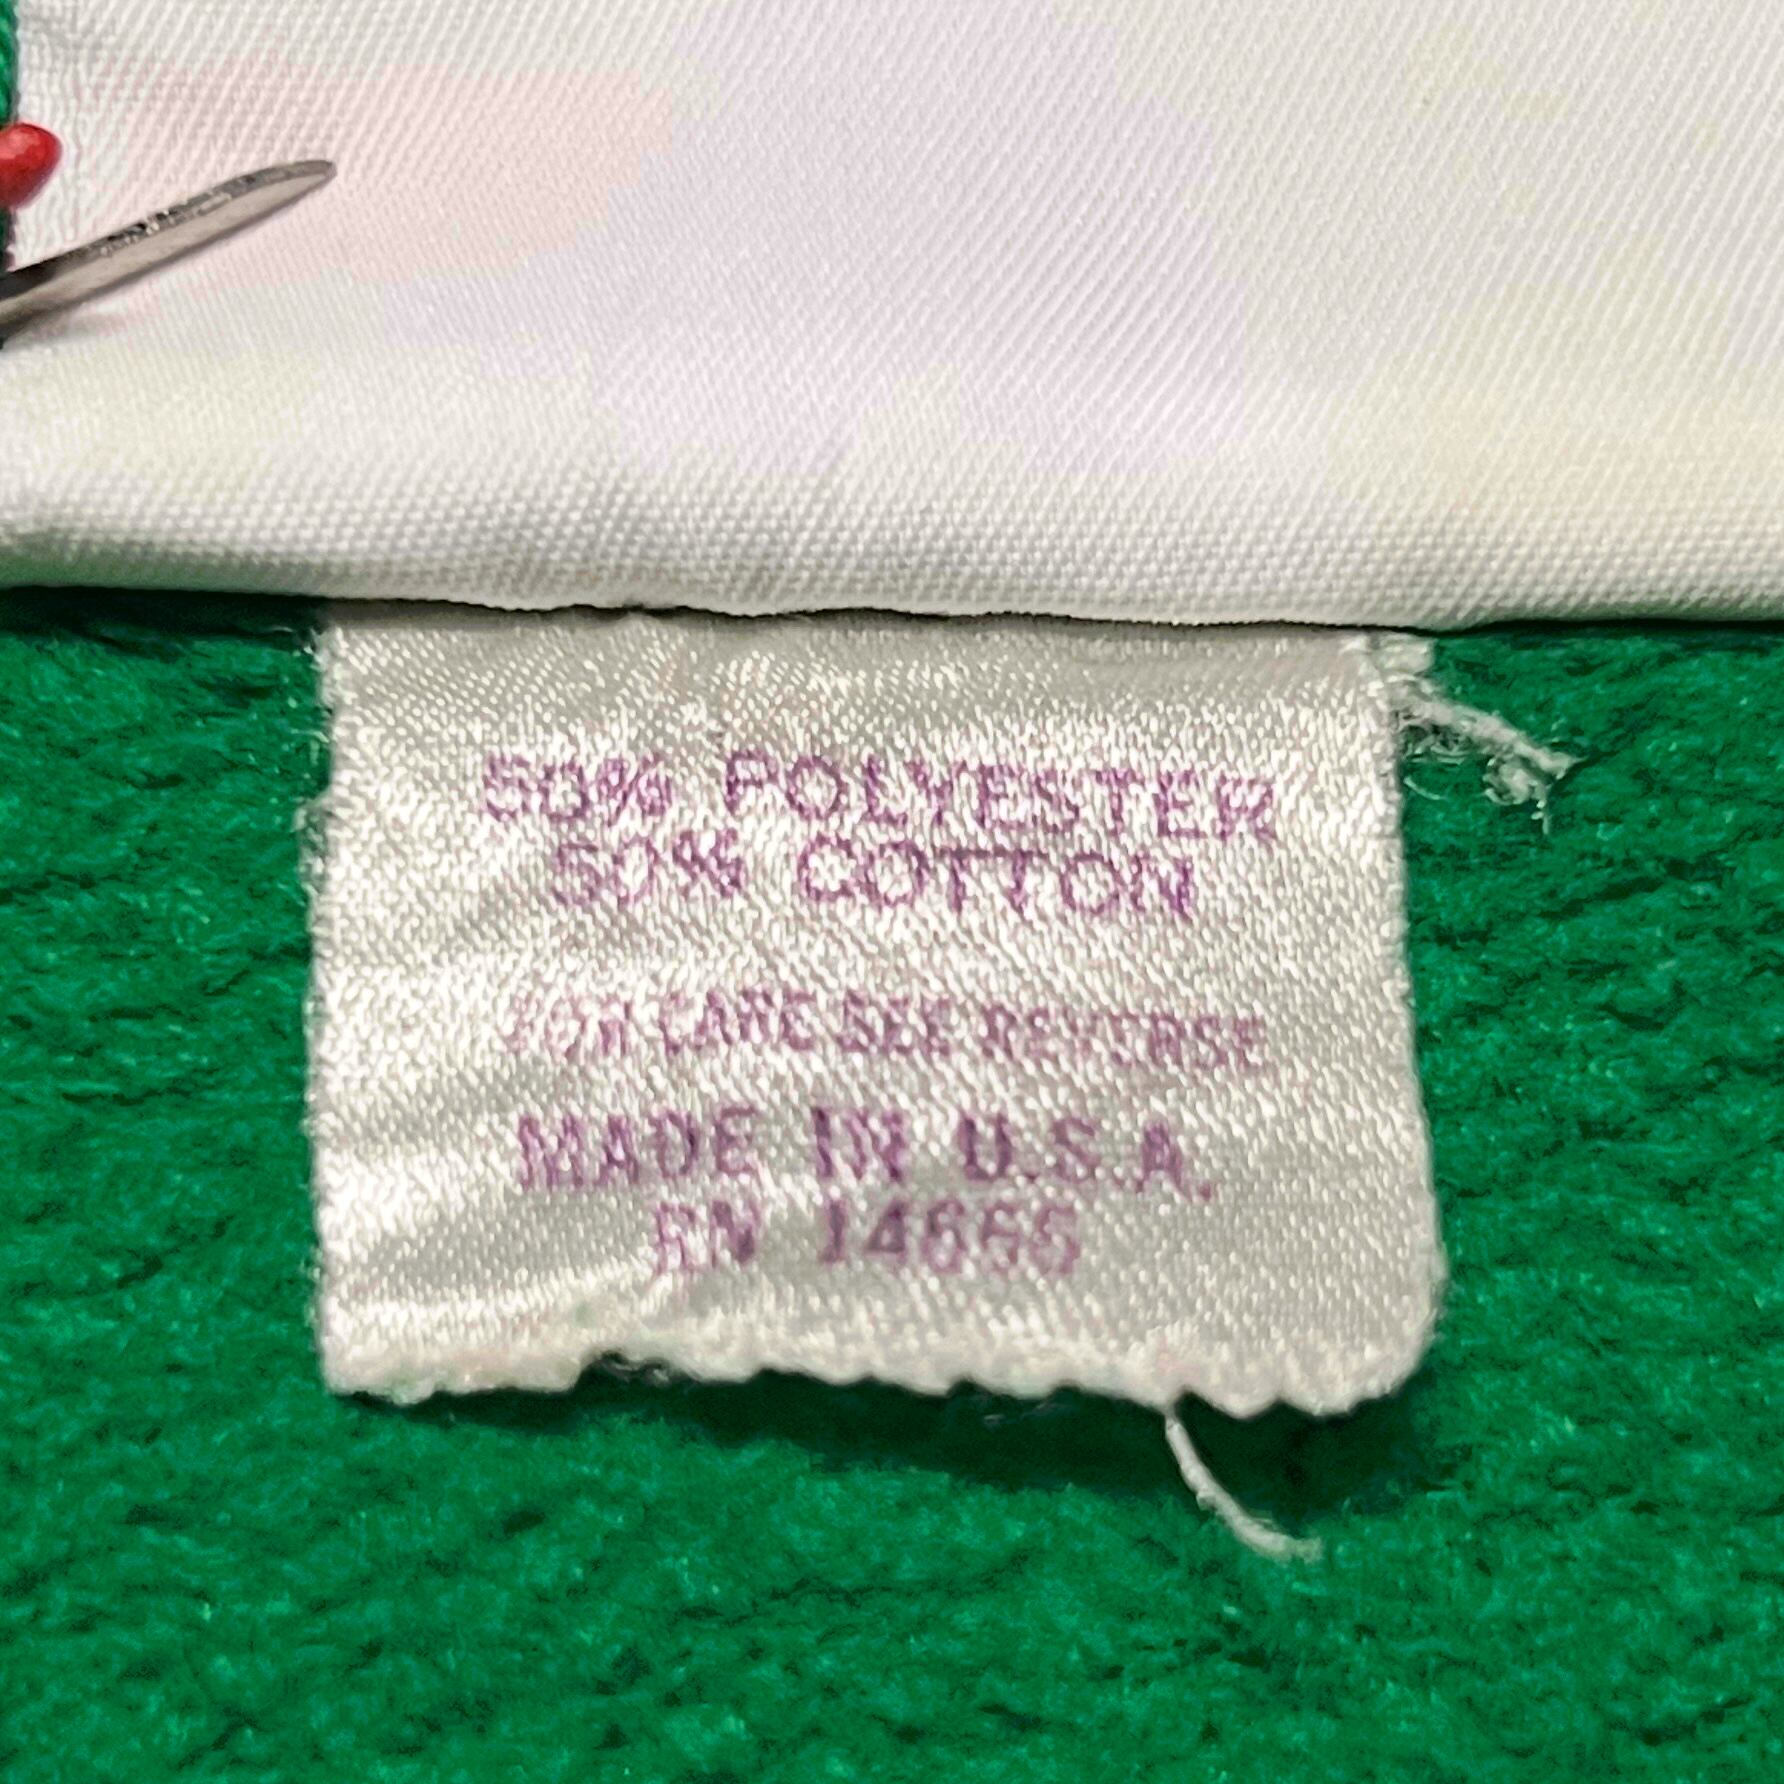 50% POLYESTER
50% COTTON
FOR CARE SEE REVERSE
MADE IN U.S.A.
RN 14666